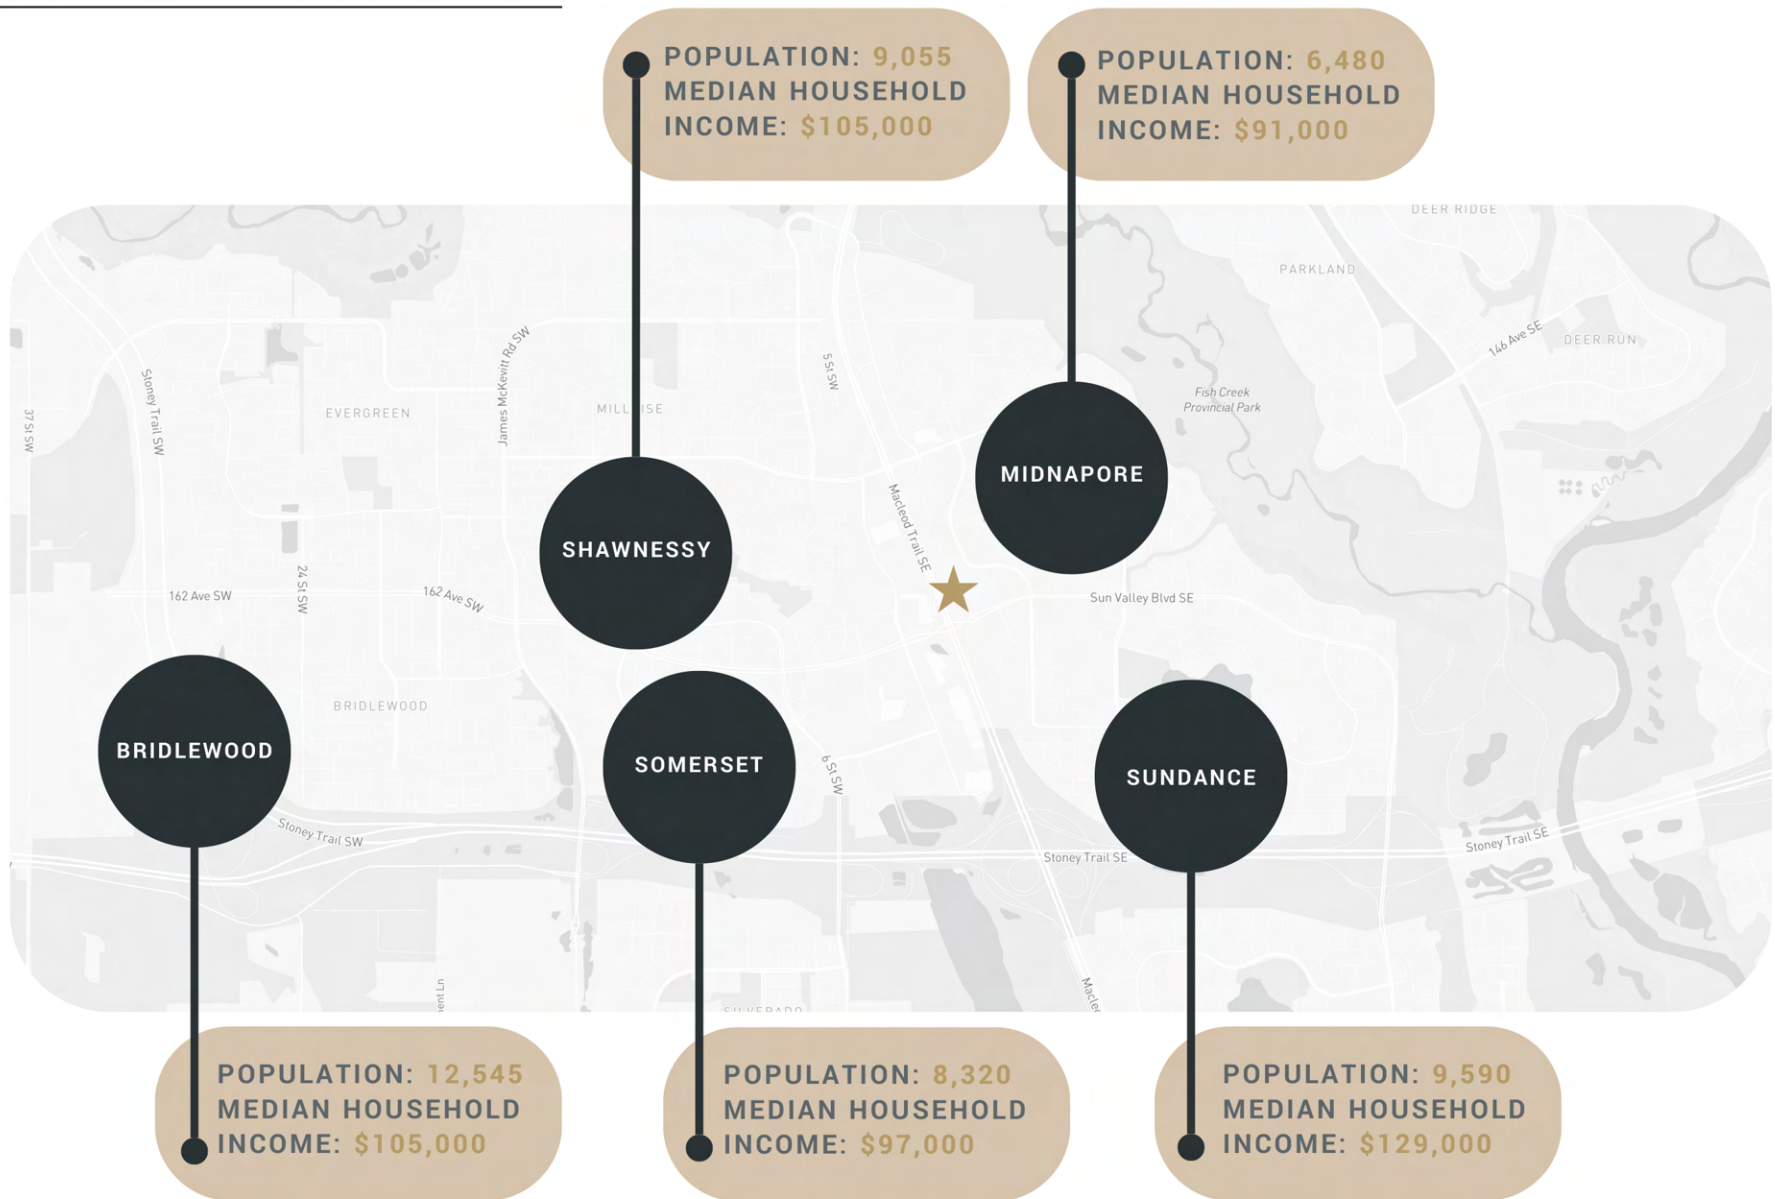 POPULATION: 9,055
MEDIAN HOUSEHOLD
INCOME: $105,000
POPULATION: 6,480
MEDIAN HOUSEHOLD
INCOME: $91,000
DEER RIDGE
PARKLAND
146 Ave SE
DEER RUN
37 St SW
Stoney Trail SW
EVERGREEN
James McKevitt Rd SW
5 St SW
Fish Creek
Provincial Park
MIDNAPORE
Macleod Trail SE
SHAWNESSY
162 Ave SW
24 St SW
162 Ave SW
Sun Valley Blvd SE
BRIDLEWOOD
BRIDLEWOOD
SOMERSET
6 St SW
SUNDANCE
Stoney Trail SW
Stoney Trail SE
Stoney Trail SE
SILVERADO
POPULATION: 12,545
MEDIAN HOUSEHOLD
INCOME: $105,000
POPULATION: 8,320
MEDIAN HOUSEHOLD
INCOME: $97,000
POPULATION: 9,590
MEDIAN HOUSEHOLD
INCOME: $129,000